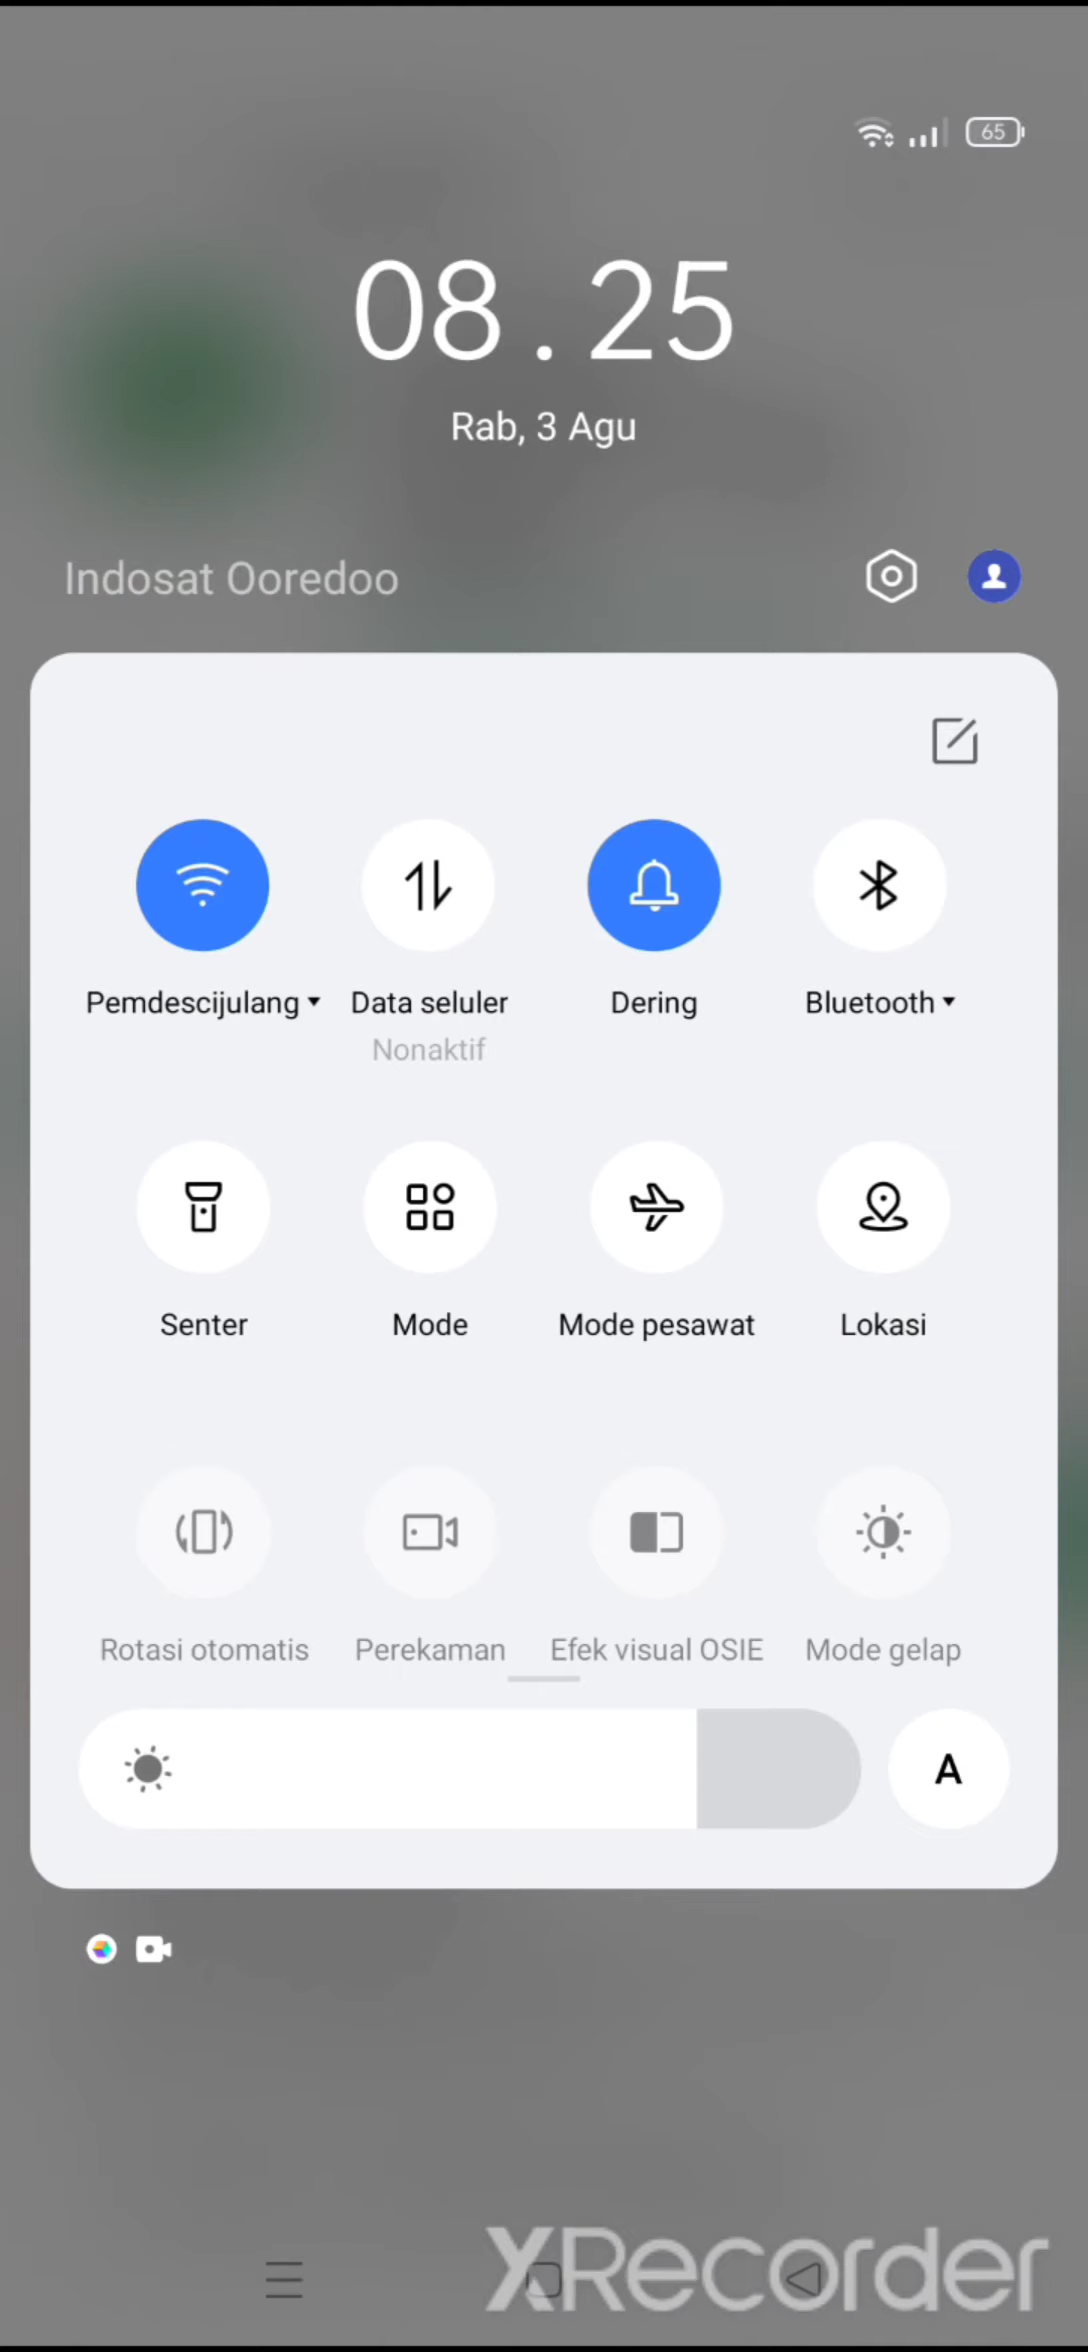 65
08.25
Rab, 3 Agu
Indosat Ooredoo
Pemdescijulang
Data seluler
Nonaktif
Dering
Bluetooth
Senter
Mode
Mode pesawat
Lokasi
Rotasi otomatis
Perekaman
Efek visual OSIE
Mode gelap
A
XRecorder